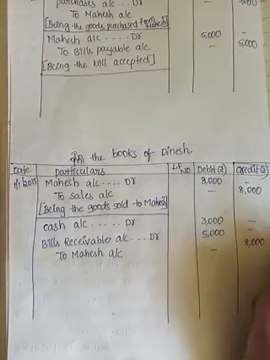 purchases a/c ... Dr -
To Mahesh a/c
[Being the goods purchased from Mahesh]
Mahesh a/c ..... Dr 5,000 -
To Bills payable a/c - 5,000
[Being the bill accepted]
In the books of Dinesh
Date Particulars L.F NO Debit (₹) Credit (₹)
Mahesh a/c ..... Dr 8,000 -
To sales a/c - 8,000
[Being the goods sold to Mahesh]
cash a/c ..... Dr 3,000 -
Bills Receivable a/c .... Dr 5,000
To Mahesh a/c - 8,000